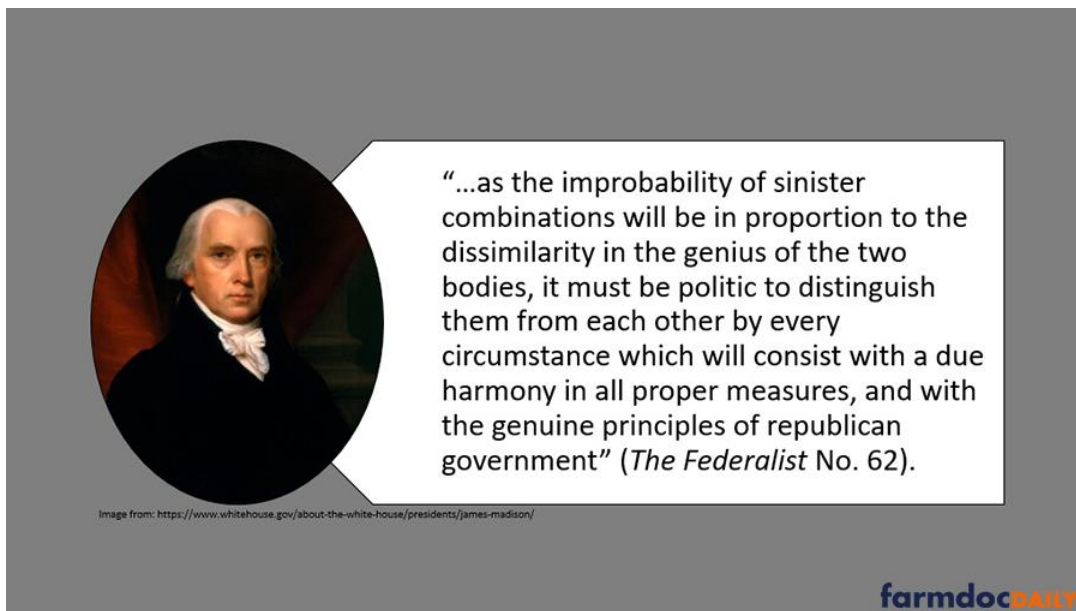 “…as the improbability of sinister
combinations will be in proportion to the
dissimilarity in the genius of the two
bodies, it must be politic to distinguish
them from each other by every
circumstance which will consist with a due
harmony in all proper measures, and with
the genuine principles of republican
government” (The Federalist No. 62).
Image from: https://www.whitehouse.gov/about-the-white-house/presidents/james-madison/
farmdocDAILY